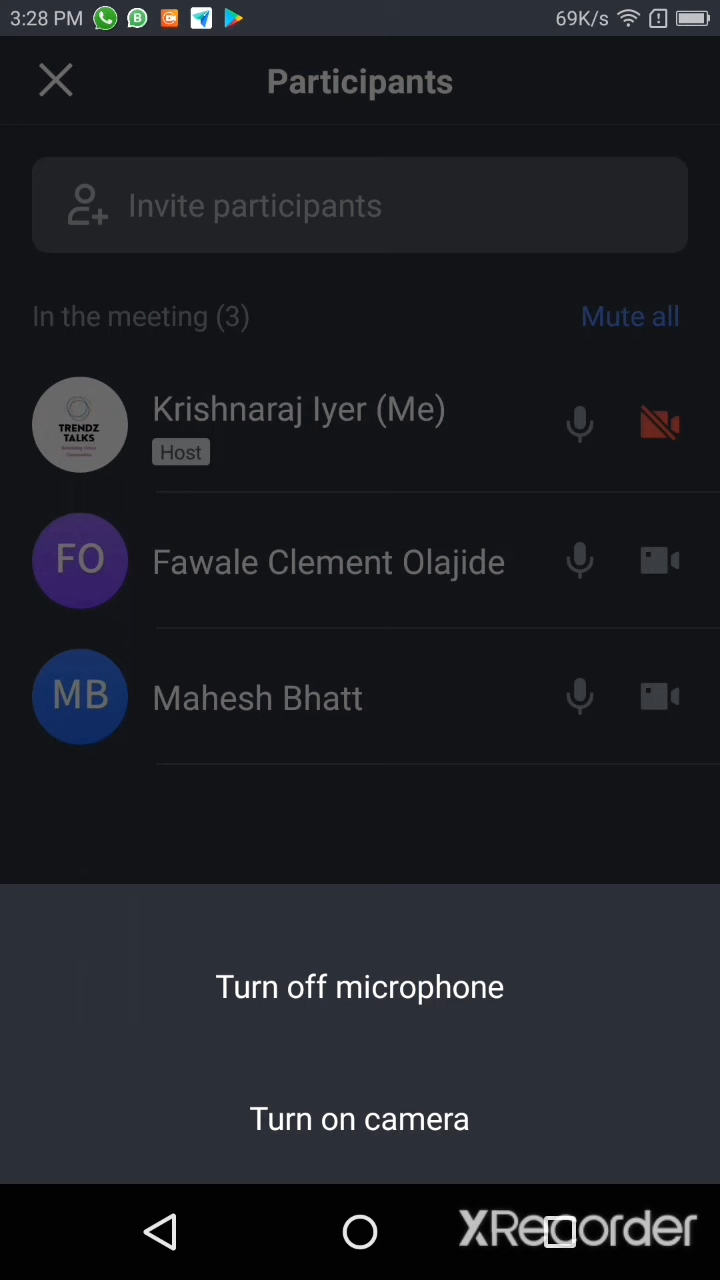 3:28 PM
69K/s
Participants
Invite participants
In the meeting (3)
Mute all
TRENDZ
TALKS
Krishnaraj Iyer (Me)
Host
FO
Fawale Clement Olajide
MB
Mahesh Bhatt
Turn off microphone
Turn on camera
XRecorder